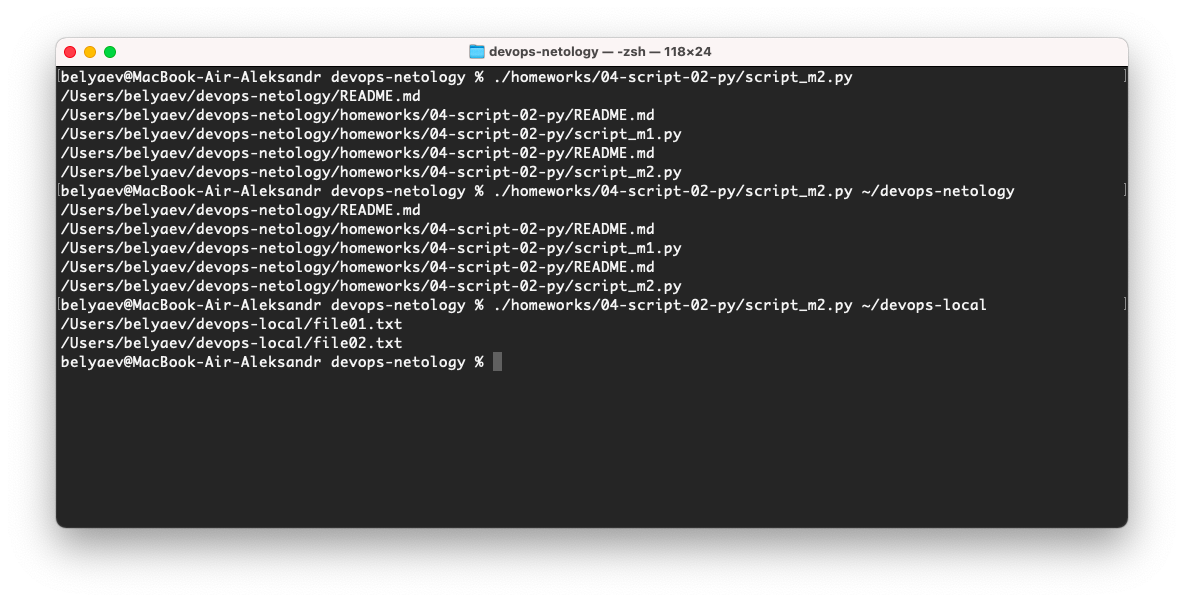 devops-netology — -zsh — 118×24
[belyaev@MacBook-Air-Aleksandr devops-netology % ./homeworks/04-script-02-py/script_m2.py ]
/Users/belyaev/devops-netology/README.md
/Users/belyaev/devops-netology/homeworks/04-script-02-py/README.md
/Users/belyaev/devops-netology/homeworks/04-script-02-py/script_m1.py
/Users/belyaev/devops-netology/homeworks/04-script-02-py/README.md
/Users/belyaev/devops-netology/homeworks/04-script-02-py/script_m2.py
[belyaev@MacBook-Air-Aleksandr devops-netology % ./homeworks/04-script-02-py/script_m2.py ~/devops-netology ]
/Users/belyaev/devops-netology/README.md
/Users/belyaev/devops-netology/homeworks/04-script-02-py/README.md
/Users/belyaev/devops-netology/homeworks/04-script-02-py/script_m1.py
/Users/belyaev/devops-netology/homeworks/04-script-02-py/README.md
/Users/belyaev/devops-netology/homeworks/04-script-02-py/script_m2.py
[belyaev@MacBook-Air-Aleksandr devops-netology % ./homeworks/04-script-02-py/script_m2.py ~/devops-local ]
/Users/belyaev/devops-local/file01.txt
/Users/belyaev/devops-local/file02.txt
belyaev@MacBook-Air-Aleksandr devops-netology %